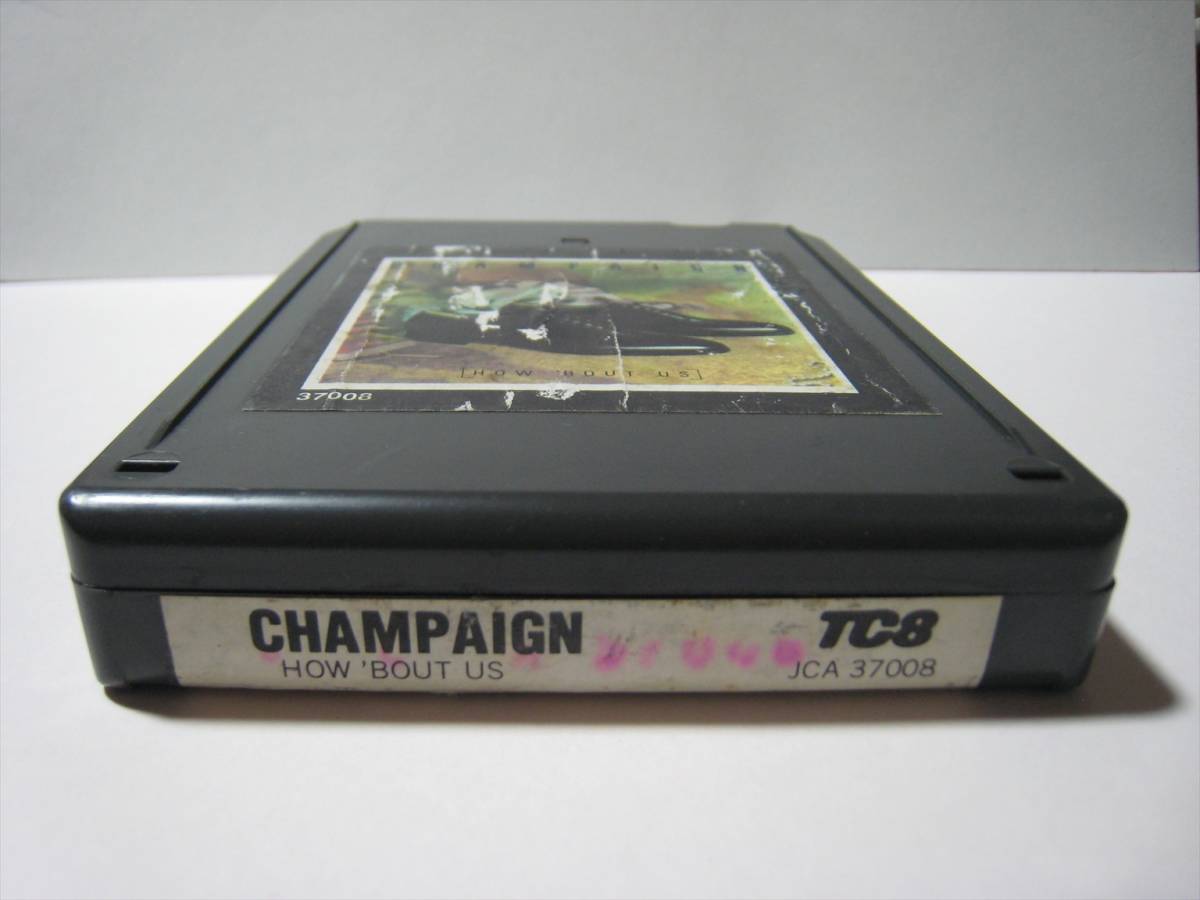 [HOW 'BOUT US]
37008
CHAMPAIGN
HOW 'BOUT US
TC8
JCA 37008